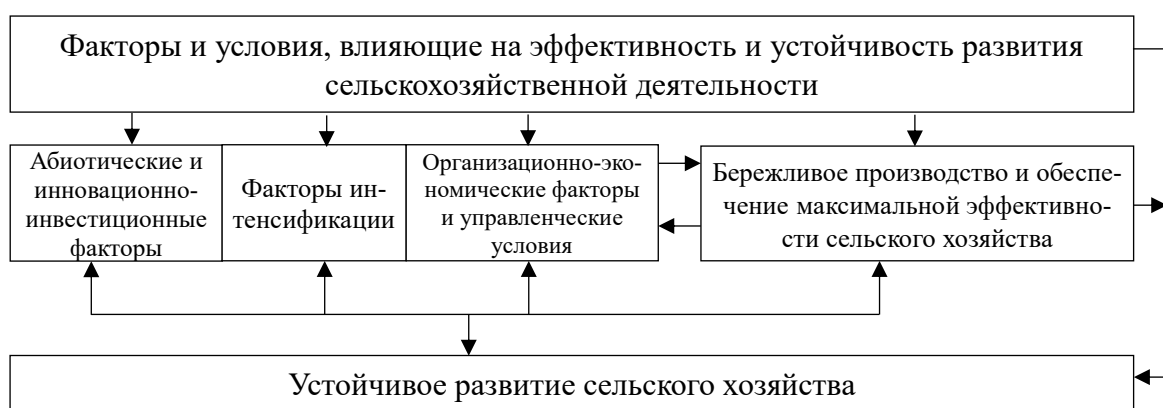 Факторы и условия, влияющие на эффективность и устойчивость развития
сельскохозяйственной деятельности
Абиотические и
инновационно-
инвестиционные
факторы
Факторы ин-
тенсификации
Организационно-эко-
номические факторы
и управленческие
условия
Бережливое производство и обеспе-
чение максимальной эффективно-
сти сельского хозяйства
Устойчивое развитие сельского хозяйства